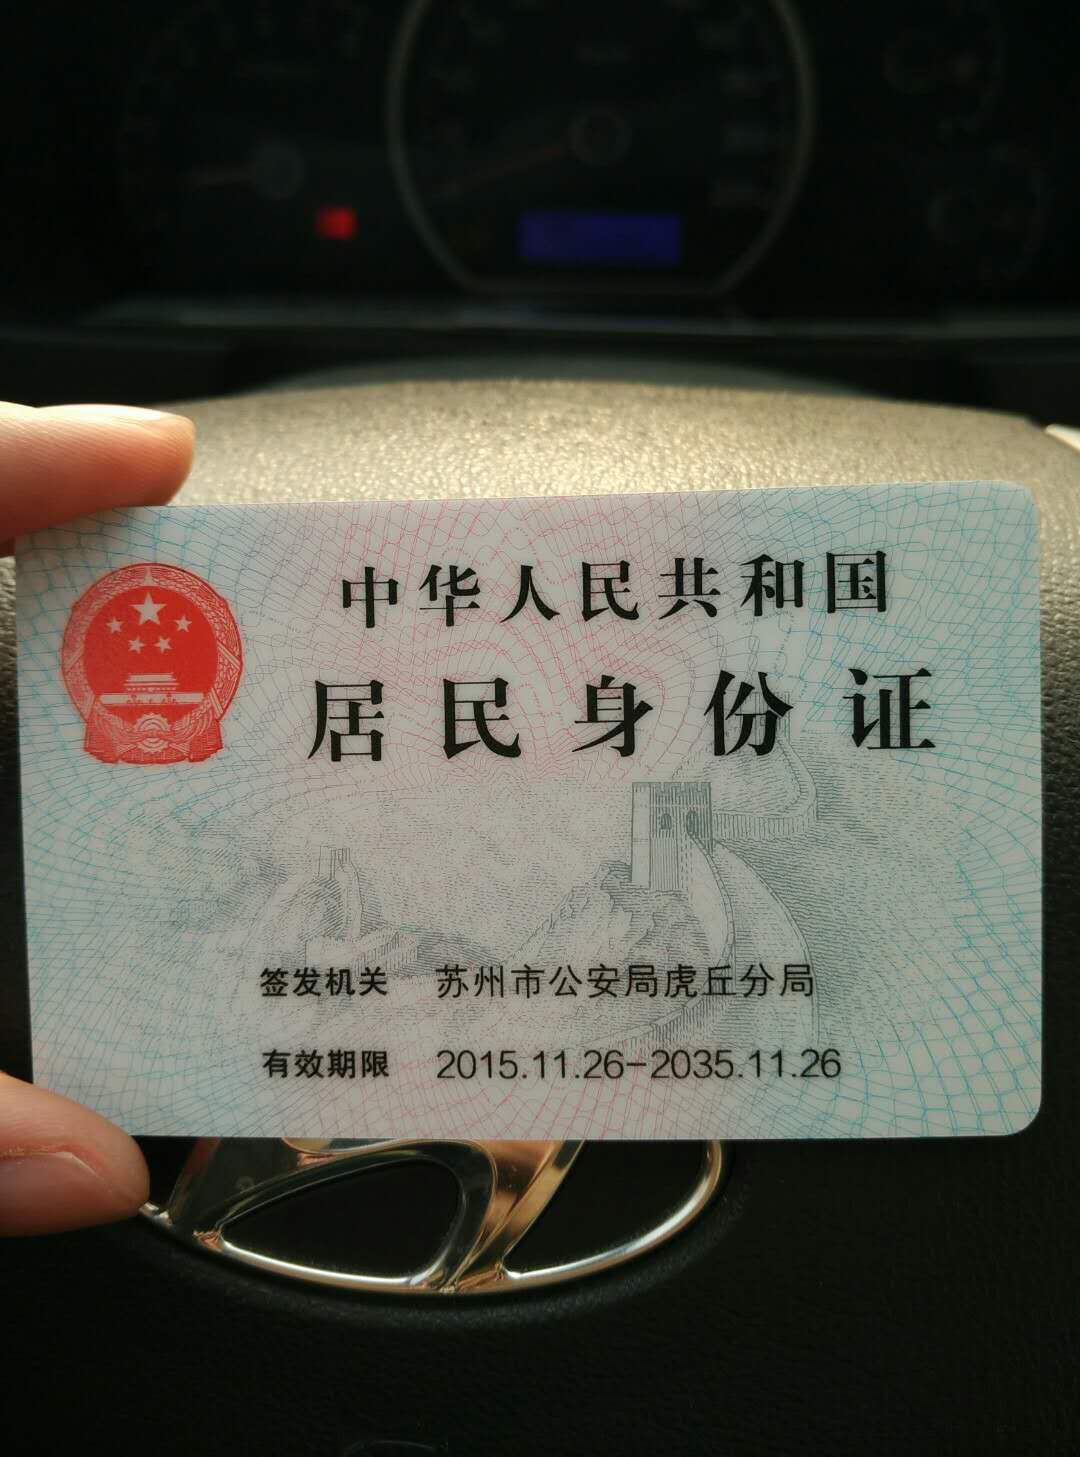 中华人民共和国
居民身份证
签发机关 苏州市公安局虎丘分局
有效期限 2015.11.26-2035.11.26